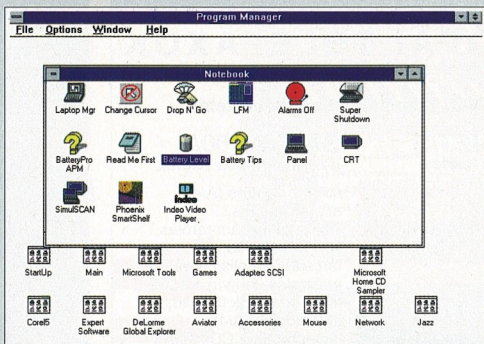 Program Manager
File Options Window Help
Notebook
Laptop Mgr Change Cursor Drop N' Go LFM Alarms Off Super Shutdown
BatteryPro APM Read Me First Battery Level Battery Tips Panel CRT
SimulSCAN Phoenix SmartShelf Indeo Indeo Video Player
StartUp Main Microsoft Tools Games Adaptec SCSI Microsoft Home CD Sampler
Corel5 Expert Software DeLorme Global Explorer Aviator Accessories Mouse Network Jazz